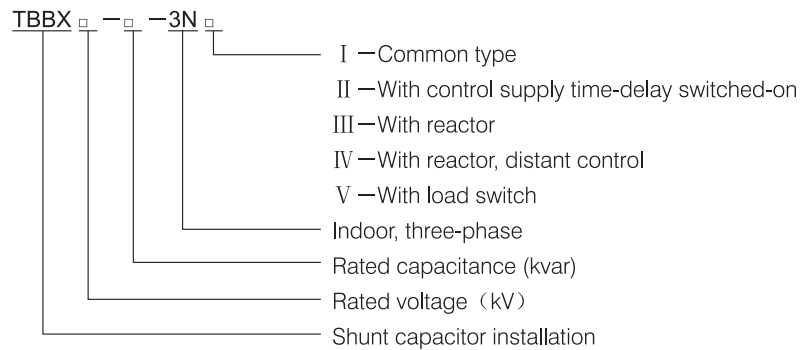 TBBX□-□-3N□
Ⅰ—Common type
Ⅱ—With control supply time-delay switched-on
Ⅲ—With reactor
Ⅳ—With reactor, distant control
Ⅴ—With load switch
Indoor, three-phase
Rated capacitance (kvar)
Rated voltage（kV）
Shunt capacitor installation